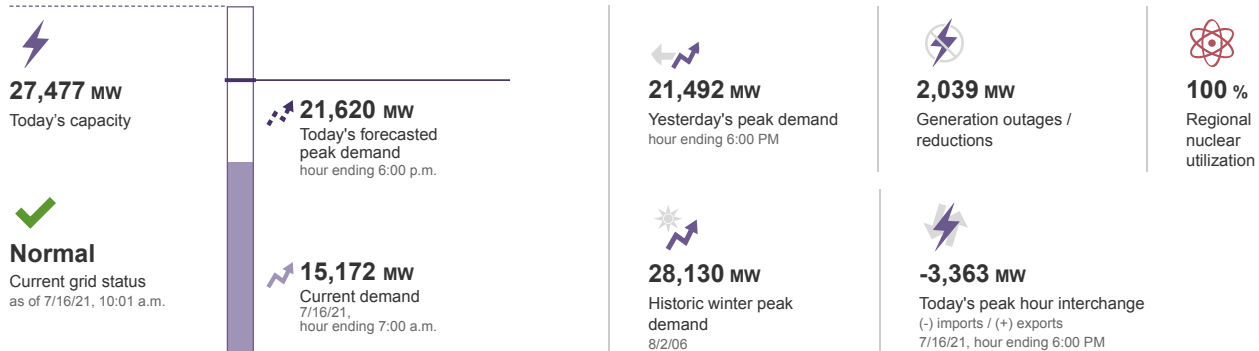 27,477 MW
Today's capacity
Normal
Current grid status
as of 7/16/21, 10:01 a.m.
21,620 MW
Today's forecasted
peak demand
hour ending 6:00 p.m.
15,172 MW
Current demand
7/16/21,
hour ending 7:00 a.m.
21,492 MW
Yesterday's peak demand
hour ending 6:00 PM
2,039 MW
Generation outages /
reductions
100 %
Regional
nuclear
utilization
28,130 MW
Historic winter peak
demand
8/2/06
-3,363 MW
Today's peak hour interchange
(-) imports / (+) exports
7/16/21, hour ending 6:00 PM